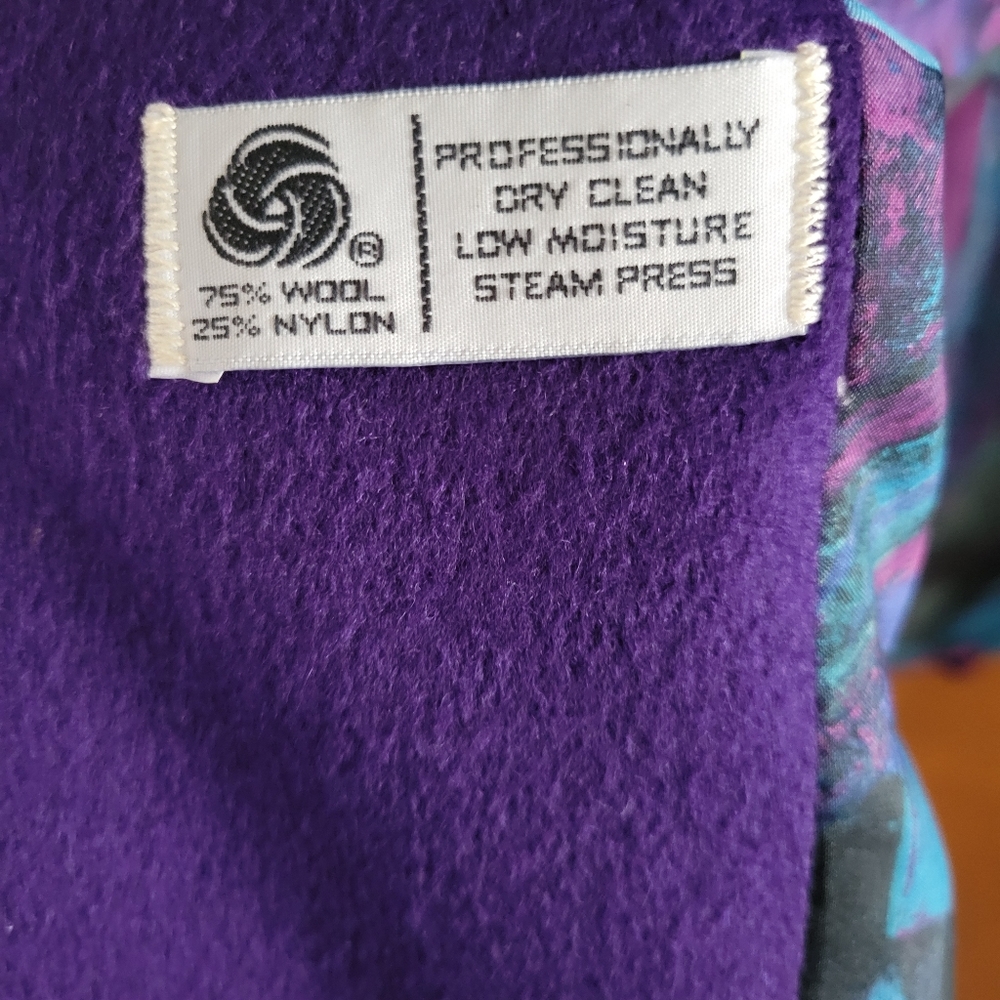 ®
75% WOOL
25% NYLON
PROFESSIONALLY
DRY CLEAN
LOW MOISTURE
STEAM PRESS